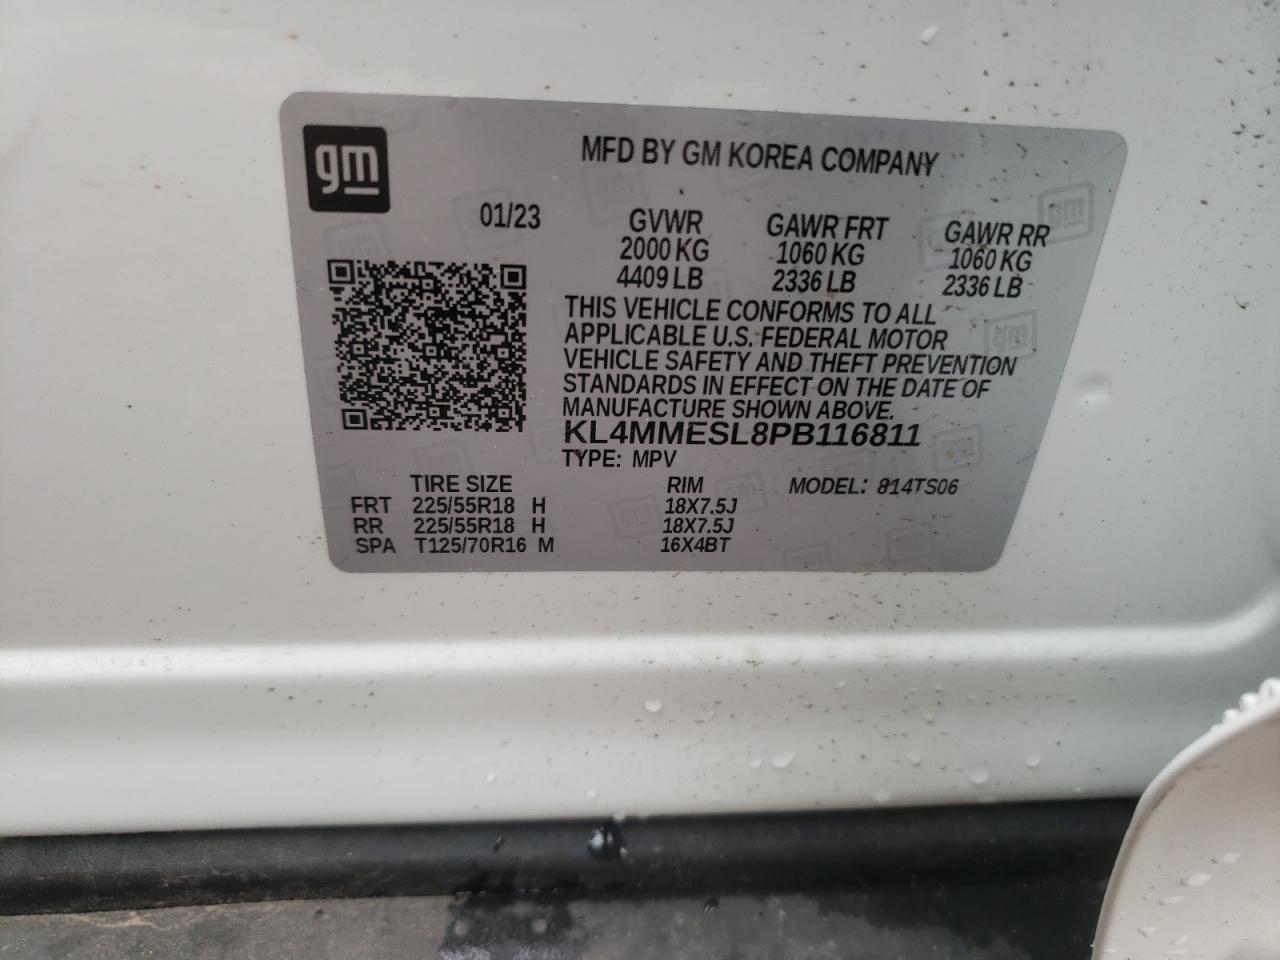 gm
MFD BY GM KOREA COMPANY
01/23
GVWR GAWR FRT GAWR RR
2000 KG 1060 KG 1060 KG
4409 LB 2336 LB 2336 LB
THIS VEHICLE CONFORMS TO ALL
APPLICABLE U.S. FEDERAL MOTOR
VEHICLE SAFETY AND THEFT PREVENTION
STANDARDS IN EFFECT ON THE DATE OF
MANUFACTURE SHOWN ABOVE.
KL4MMESL8PB116811
TYPE: MPV
TIRE SIZE RIM MODEL: 814TS06
FRT 225/55R18 H 18X7.5J
RR 225/55R18 H 18X7.5J
SPA T125/70R16 M 16X4BT